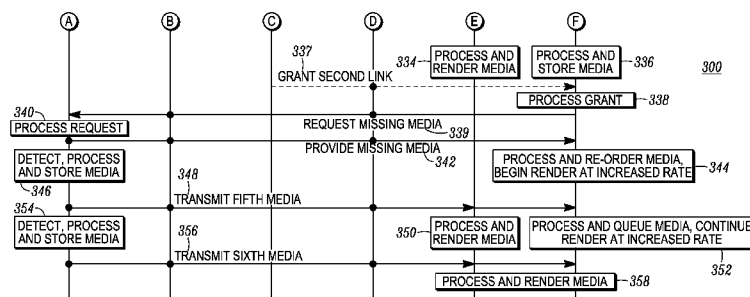 A B C D E F
337
334
PROCESS AND
RENDER MEDIA
PROCESS AND
STORE MEDIA
336
300
GRANT SECOND LINK
340
PROCESS GRANT
338
PROCESS REQUEST
REQUEST MISSING MEDIA
339
PROVIDE MISSING MEDIA
342
DETECT, PROCESS
AND STORE MEDIA
346
348
PROCESS AND RE-ORDER MEDIA,
BEGIN RENDER AT INCREASED RATE
344
TRANSMIT FIFTH MEDIA
354
DETECT, PROCESS
AND STORE MEDIA
356
350
PROCESS AND
RENDER MEDIA
PROCESS AND QUEUE MEDIA, CONTINUE
RENDER AT INCREASED RATE
352
TRANSMIT SIXTH MEDIA
PROCESS AND RENDER MEDIA
358